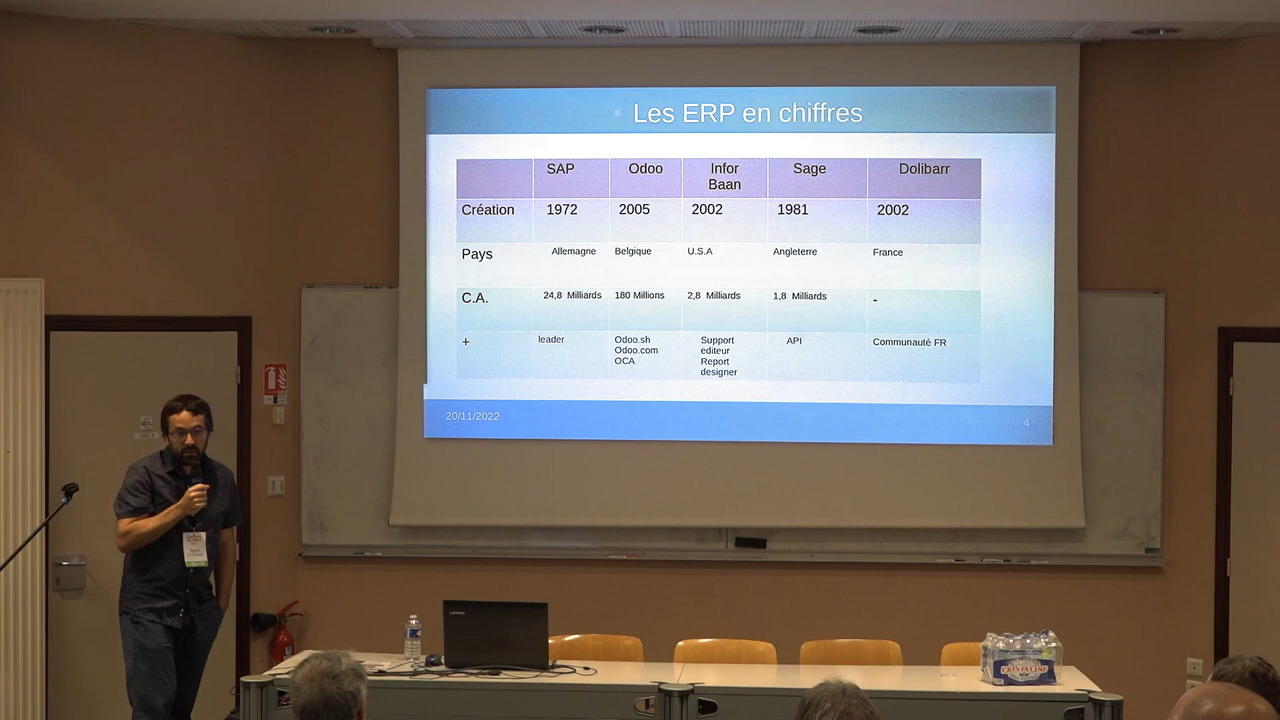 Les ERP en chiffres
SAP Odoo Infor Baan Sage Dolibarr
Création 1972 2005 2002 1981 2002
Pays Allemagne Belgique U.S.A Angleterre France
C.A. 24,8 Milliards 180 Millions 2,8 Milliards 1,8 Milliards -
+ leader Odoo.sh Odoo.com OCA Support editeur Report designer API Communauté FR
20/11/2022 4
Lenovo
CRISTALINE